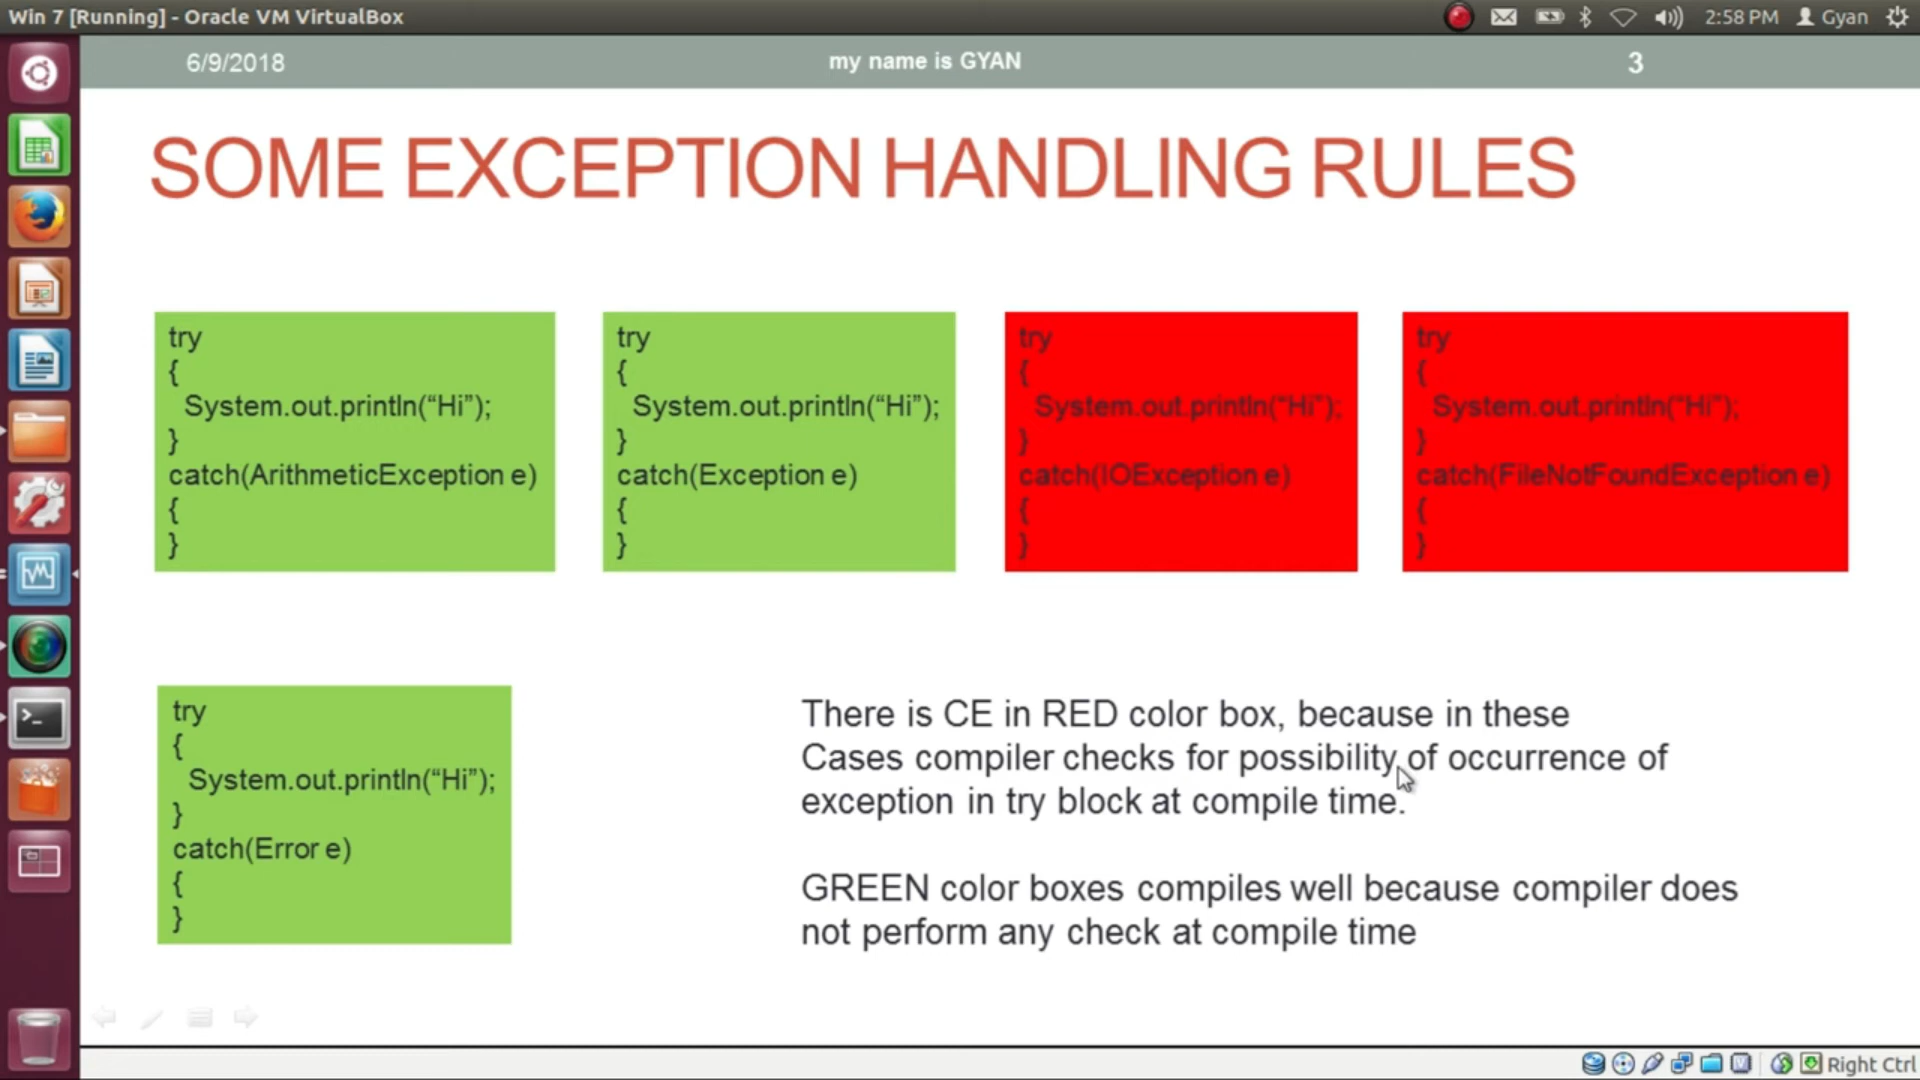 Win 7 [Running] - Oracle VM VirtualBox
2:58 PM Gyan
6/9/2018
my name is GYAN
3
SOME EXCEPTION HANDLING RULES
try
{
System.out.println(“Hi”);
}
catch(ArithmeticException e)
{
}
try
{
System.out.println(“Hi”);
}
catch(Exception e)
{
}
try
{
System.out.println(“Hi”);
}
catch(IOException e)
{
}
try
{
System.out.println(“Hi”);
}
catch(FileNotFoundException e)
{
}
try
{
System.out.println(“Hi”);
}
catch(Error e)
{
}
There is CE in RED color box, because in these
Cases compiler checks for possibility of occurrence of
exception in try block at compile time.
GREEN color boxes compiles well because compiler does
not perform any check at compile time
Right Ctrl